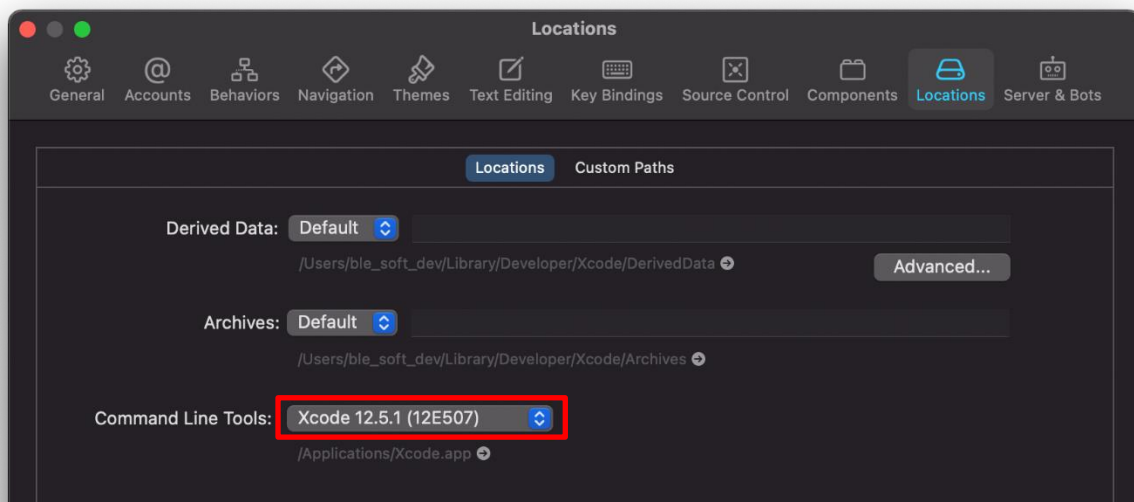 Locations
General Accounts Behaviors Navigation Themes Text Editing Key Bindings Source Control Components Locations Server & Bots
Locations Custom Paths
Derived Data: Default
/Users/ble_soft_dev/Library/Developer/Xcode/DerivedData
Advanced...
Archives: Default
/Users/ble_soft_dev/Library/Developer/Xcode/Archives
Command Line Tools: Xcode 12.5.1 (12E507)
/Applications/Xcode.app